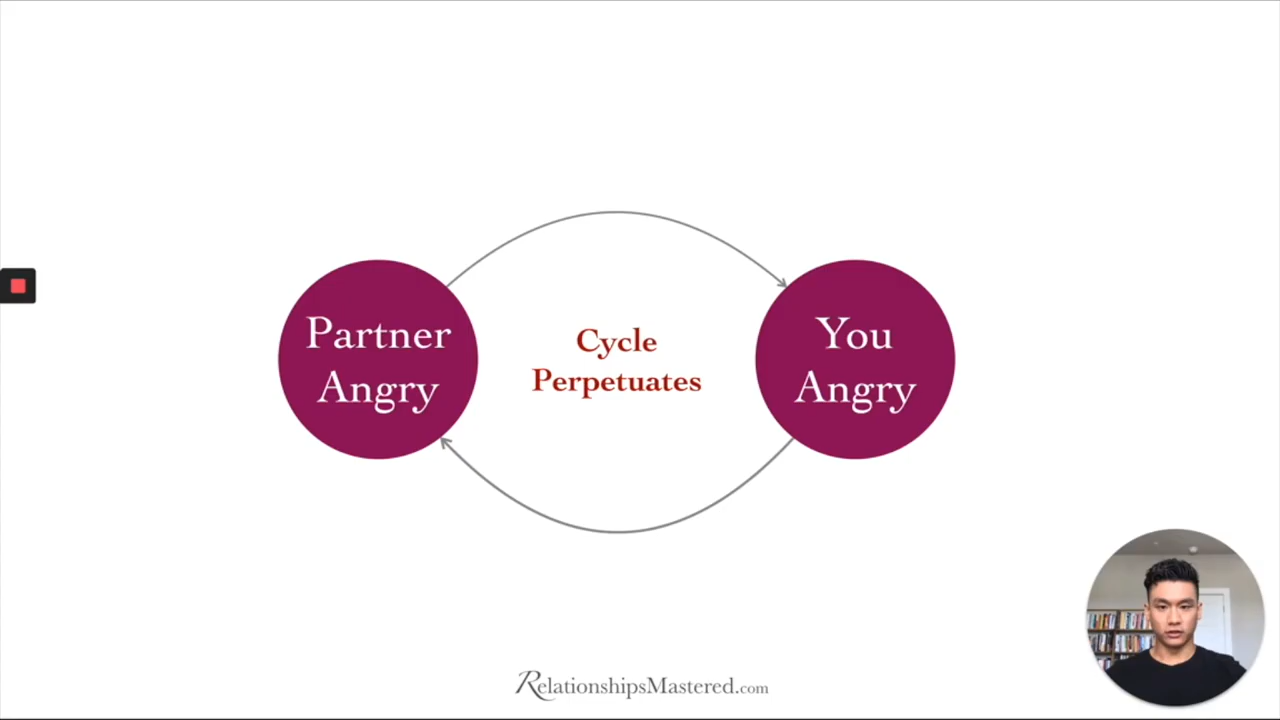 Partner
Angry
Cycle
Perpetuates
You
Angry
RelationshipsMastered.com